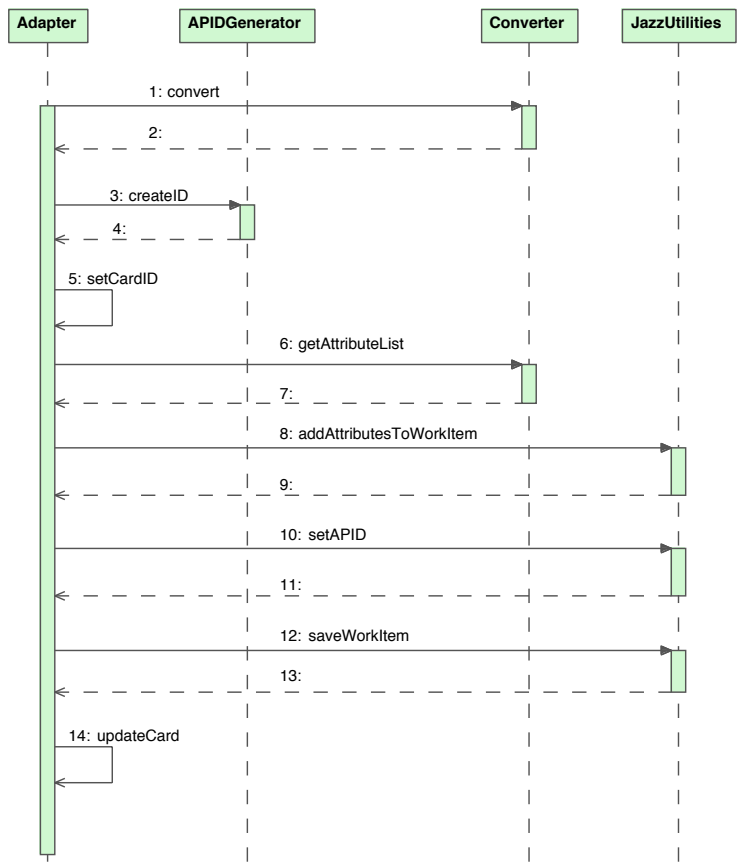 Adapter
APIDGenerator
Converter
JazzUtilities
1: convert
2:
3: createID
4:
5: setCardID
6: getAttributeList
7:
8: addAttributesToWorkItem
9:
10: setAPID
11:
12: saveWorkItem
13:
14: updateCard